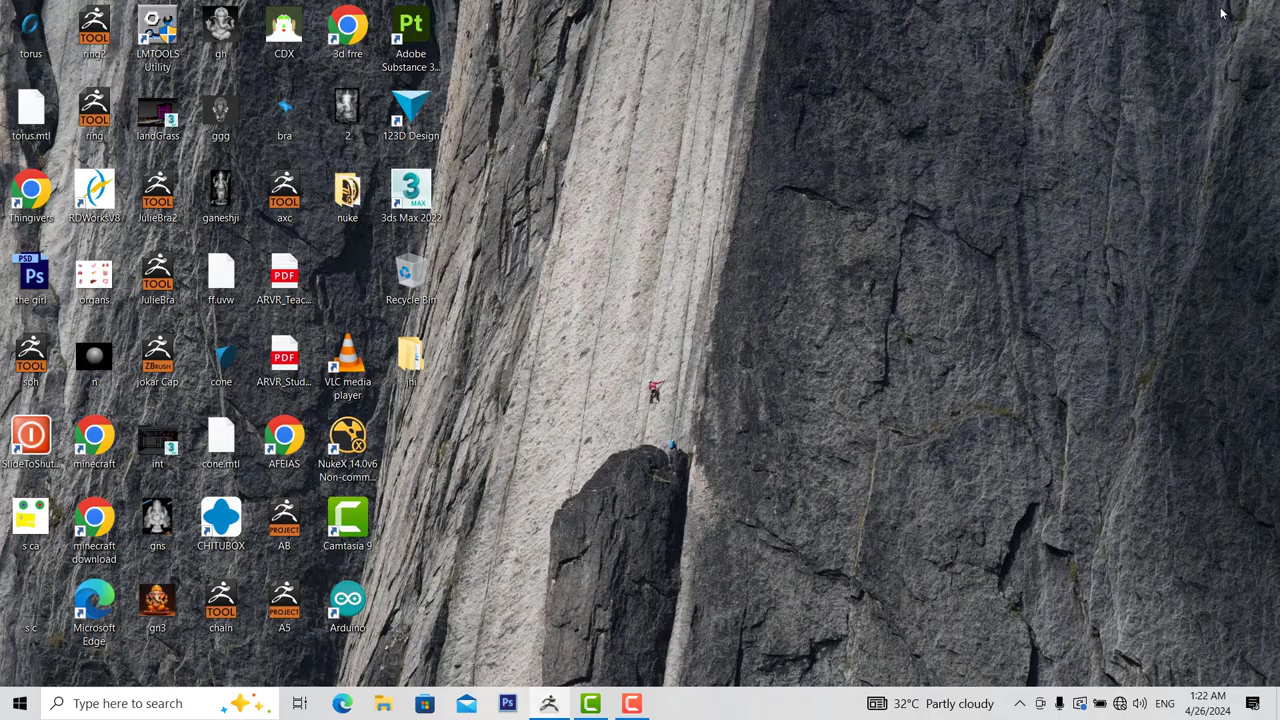 torus
ring2
LMTOOLS
Utility
gh
CDX
3d frre
Pt
Adobe
Substance 3...
torus.mtl
TOOL
ring
landGrass
ggg
bra
2
123D Design
Thingivers
RDWorksV8
TOOL
JulieBra2
ganeshji
TOOL
axc
nuke
3
MAX
3ds Max 2022
PSD
Ps
the girl
organs
TOOL
JulieBra
ff.uvw
PDF
ARVR_Teac...
Recycle Bin
TOOL
sph
n
ZBRUSH
jokar Cap
cone
PDF
ARVR_Stud...
VLC media
player
jhi
SlideToShut...
minecraft
int
cone.mtl
AFEIAS
NukeX 14.0v6
Non-comm...
s ca
minecraft
download
gns
CHITUBOX
PROJECT
AB
Camtasia 9
s c
Microsoft
Edge
gn3
TOOL
chain
PROJECT
A5
Arduino
Type here to search
Ps
32°C Partly cloudy
ENG
1:22 AM
4/26/2024